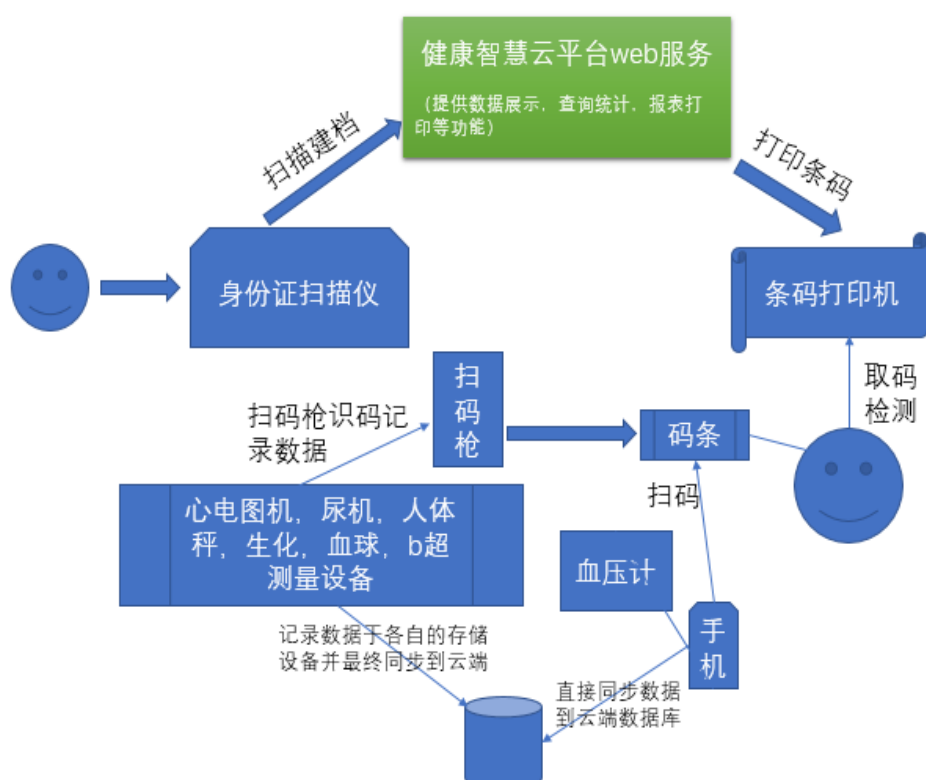 健康智慧云平台web服务
（提供数据展示、查询统计、报表打
印等功能）
扫描建档
打印条码
身份证扫描仪
条码打印机
扫
码
枪
取码
检测
扫码枪识码记
录数据
码条
扫码
心电图机，尿机，人体
秤，生化，血球，b超
测量设备
血压计
手
机
记录数据于各自的存储
设备并最终同步到云端
直接同步数据
到云端数据库